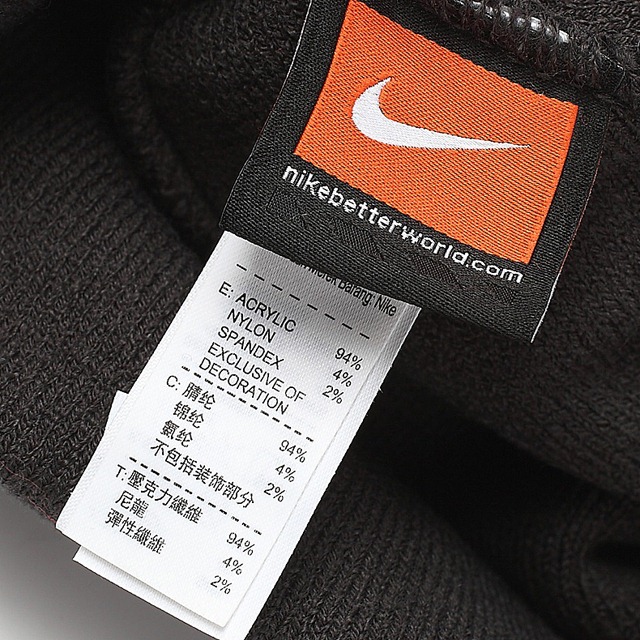 nikebetterworld.com
Barang: Nike
E: ACRYLIC 94%
NYLON 4%
SPANDEX 2%
EXCLUSIVE OF
DECORATION
C: 腈纶 94%
锦纶 4%
氨纶 2%
不包括装饰部分
T: 壓克力纖維 94%
尼龍 4%
彈性纖維 2%